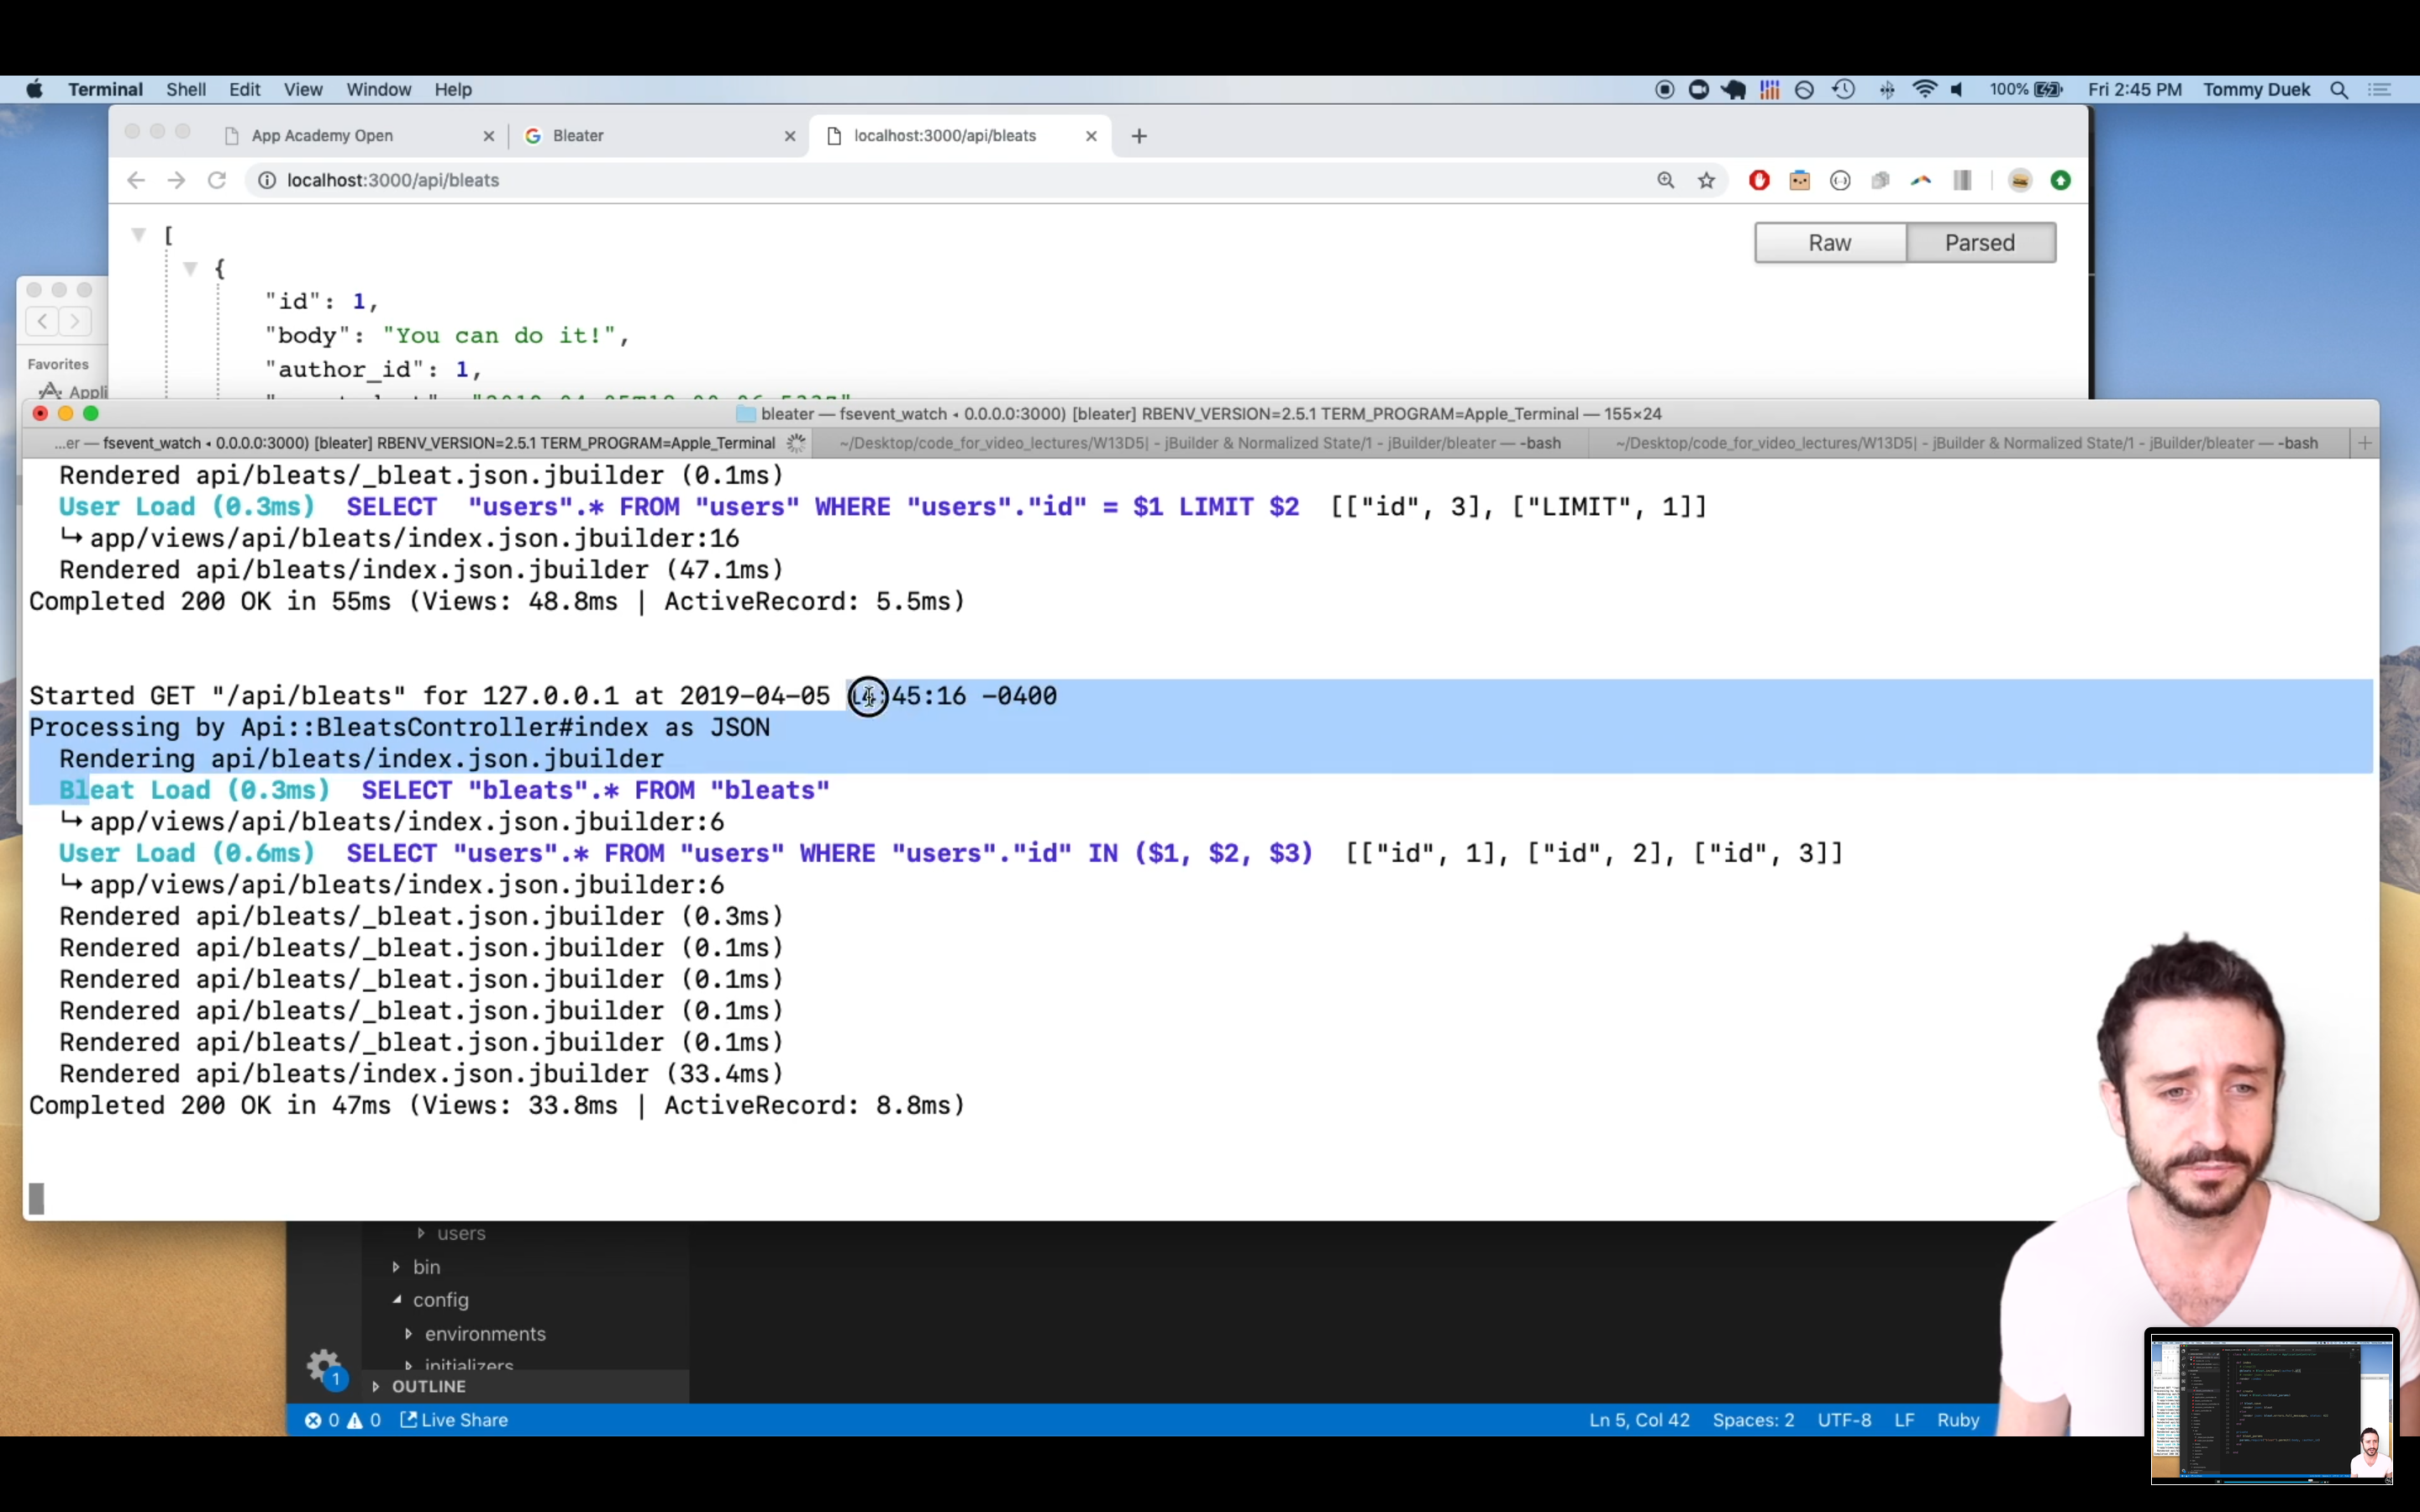 Terminal Shell Edit View Window Help 100% Fri 2:45 PM Tommy Duek
App Academy Open Bleater localhost:3000/api/bleats
localhost:3000/api/bleats
Raw Parsed
[
{
"id": 1,
"body": "You can do it!",
"author_id": 1,
Favorites
Appli
bleater — fsevent_watch ◂ 0.0.0.0:3000) [bleater] RBENV_VERSION=2.5.1 TERM_PROGRAM=Apple_Terminal — 155×24
...er — fsevent_watch ◂ 0.0.0.0:3000) [bleater] RBENV_VERSION=2.5.1 TERM_PROGRAM=Apple_Terminal ~/Desktop/code_for_video_lectures/W13D5| - jBuilder & Normalized State/1 - jBuilder/bleater — -bash ~/Desktop/code_for_video_lectures/W13D5| - jBuilder & Normalized State/1 - jBuilder/bleater — -bash
Rendered api/bleats/_bleat.json.jbuilder (0.1ms)
User Load (0.3ms) SELECT "users".* FROM "users" WHERE "users"."id" = $1 LIMIT $2 [["id", 3], ["LIMIT", 1]]
↳ app/views/api/bleats/index.json.jbuilder:16
Rendered api/bleats/index.json.jbuilder (47.1ms)
Completed 200 OK in 55ms (Views: 48.8ms | ActiveRecord: 5.5ms)
Started GET "/api/bleats" for 127.0.0.1 at 2019-04-05 14:45:16 -0400
Processing by Api::BleatsController#index as JSON
Rendering api/bleats/index.json.jbuilder
Bleat Load (0.3ms) SELECT "bleats".* FROM "bleats"
↳ app/views/api/bleats/index.json.jbuilder:6
User Load (0.6ms) SELECT "users".* FROM "users" WHERE "users"."id" IN ($1, $2, $3) [["id", 1], ["id", 2], ["id", 3]]
↳ app/views/api/bleats/index.json.jbuilder:6
Rendered api/bleats/_bleat.json.jbuilder (0.3ms)
Rendered api/bleats/_bleat.json.jbuilder (0.1ms)
Rendered api/bleats/_bleat.json.jbuilder (0.1ms)
Rendered api/bleats/_bleat.json.jbuilder (0.1ms)
Rendered api/bleats/_bleat.json.jbuilder (0.1ms)
Rendered api/bleats/index.json.jbuilder (33.4ms)
Completed 200 OK in 47ms (Views: 33.8ms | ActiveRecord: 8.8ms)
users
bin
config
environments
initializers
1
OUTLINE
0 0 Live Share Ln 5, Col 42 Spaces: 2 UTF-8 LF Ruby